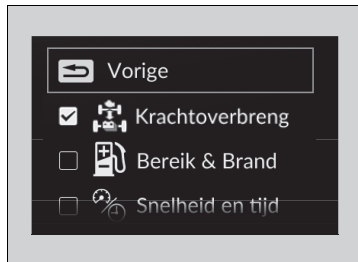 Vorige
Krachtoverbreng
Bereik & Brand
Snelheid en tijd